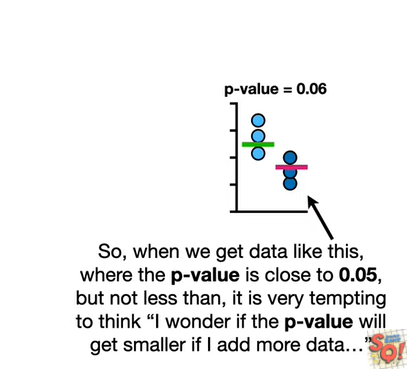 p-value = 0.06
So, when we get data like this,
where the p-value is close to 0.05,
but not less than, it is very tempting
to think “I wonder if the p-value will
get smaller if I add more data…”
SO!